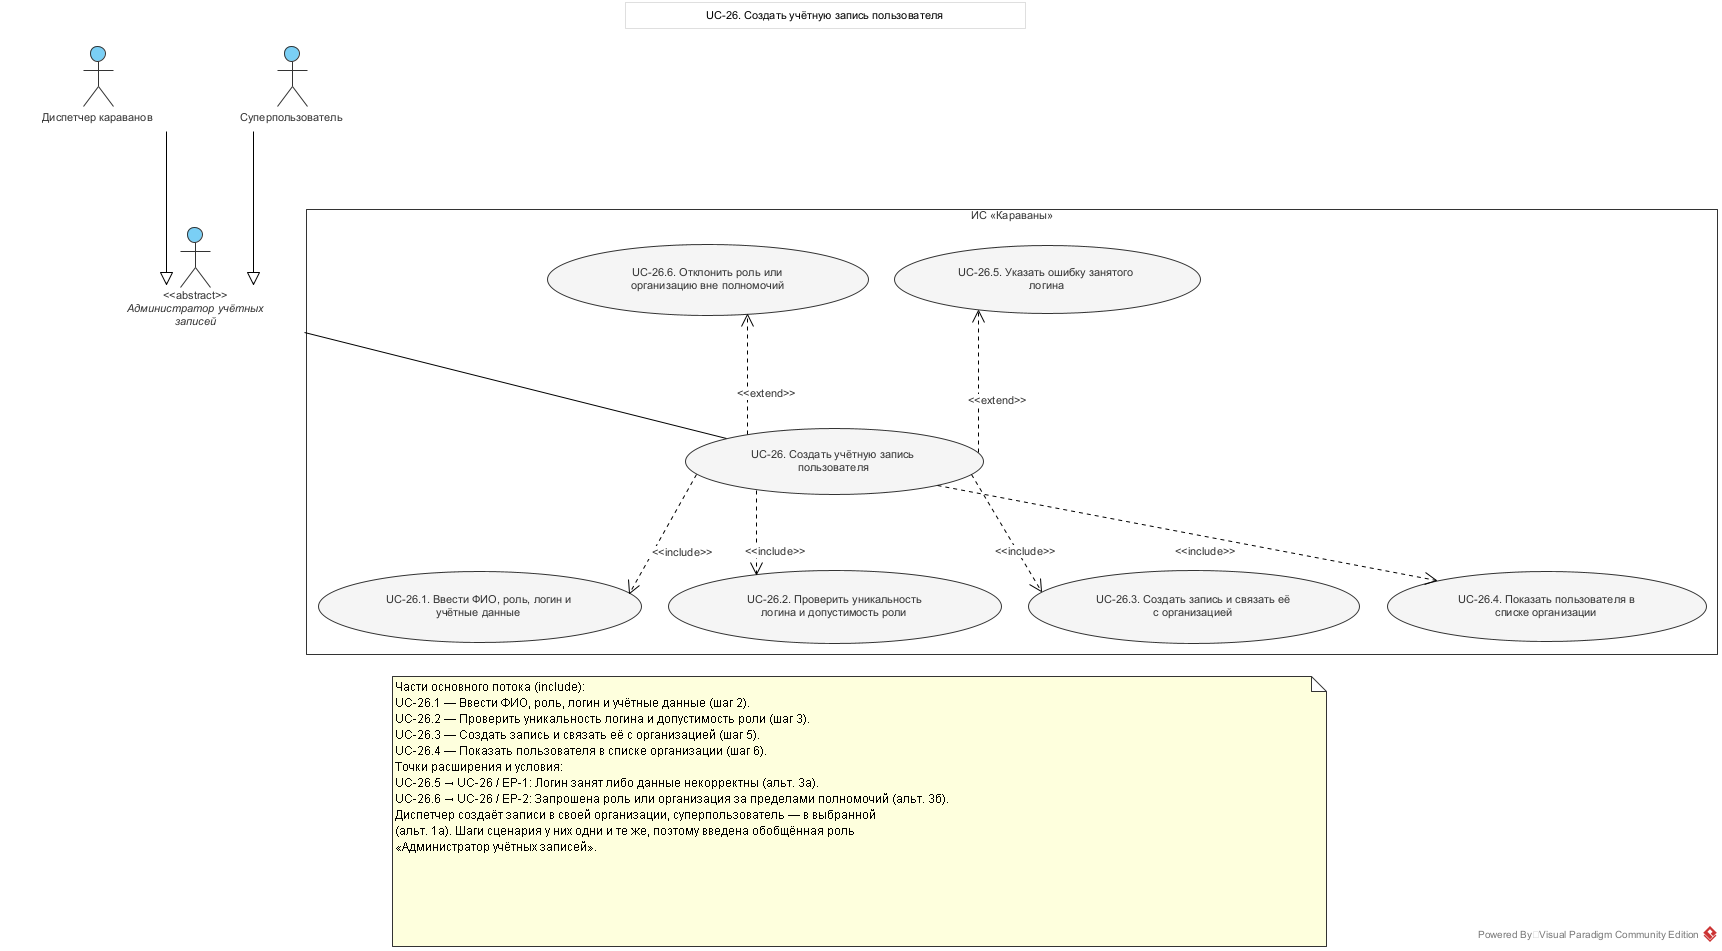 UC-26. Создать учётную запись пользователя
Диспетчер караванов
Суперпользователь
ИС «Караваны»
UC-26.6. Отклонить роль или
организацию вне полномочий
UC-26.5. Указать ошибку занятого
логина
<<abstract>>
Администратор учётных
записей
<<extend>>
<<extend>>
UC-26. Создать учётную запись
пользователя
<<include>>
<<include>>
<<include>>
<<include>>
UC-26.1. Ввести ФИО, роль, логин и
учётные данные
UC-26.2. Проверить уникальность
логина и допустимость роли
UC-26.3. Создать запись и связать её
с организацией
UC-26.4. Показать пользователя в
списке организации
Части основного потока (include):
UC-26.1 — Ввести ФИО, роль, логин и учётные данные (шаг 2).
UC-26.2 — Проверить уникальность логина и допустимость роли (шаг 3).
UC-26.3 — Создать запись и связать её с организацией (шаг 5).
UC-26.4 — Показать пользователя в списке организации (шаг 6).
Точки расширения и условия:
UC-26.5 → UC-26 / EP-1: Логин занят либо данные некорректны (альт. 3а).
UC-26.6 → UC-26 / EP-2: Запрошена роль или организация за пределами полномочий (альт. 3б).
Диспетчер создаёт записи в своей организации, суперпользователь — в выбранной
(альт. 1а). Шаги сценария у них одни и те же, поэтому введена обобщённая роль
«Администратор учётных записей».
Powered By Visual Paradigm Community Edition